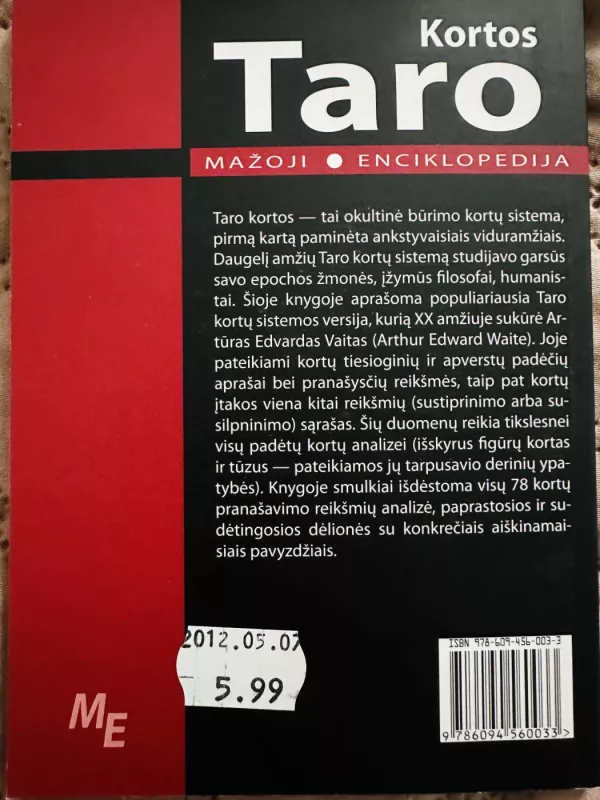 Kortos
Taro
MAŽOJI ● ENCIKLOPEDIJA
Taro kortos — tai okultinė būrimo kortų sistema,
pirmą kartą paminėta ankstyvaisiais viduramžiais.
Daugelį amžių Taro kortų sistemą studijavo garsūs
savo epochos žmonės, įžymūs filosofai, humanis-
tai. Šioje knygoje aprašoma populiariausia Taro
kortų sistemos versija, kurią XX amžiuje sukūrė Ar-
tūras Edvardas Vaitas (Arthur Edward Waite). Joje
pateikiami kortų tiesioginių ir apverstų padėčių
aprašai bei pranašysčių reikšmės, taip pat kortų
įtakos viena kitai reikšmių (sustiprinimo arba su-
silpninimo) sąrašas. Šių duomenų reikia tikslesnei
visų padėtų kortų analizei (išskyrus figūrų kortas
ir tūzus — pateikiamos jų tarpusavio derinių ypa-
tybės). Knygoje smulkiai išdėstoma visų 78 kortų
pranašavimo reikšmių analizė, paprastosios ir su-
dėtingosios dėlionės su konkrečiais aiškinamai-
siais pavyzdžiais.
2012.05.07
5.99
ISBN 978-609-456-003-3
9 786094 560033 >
ME